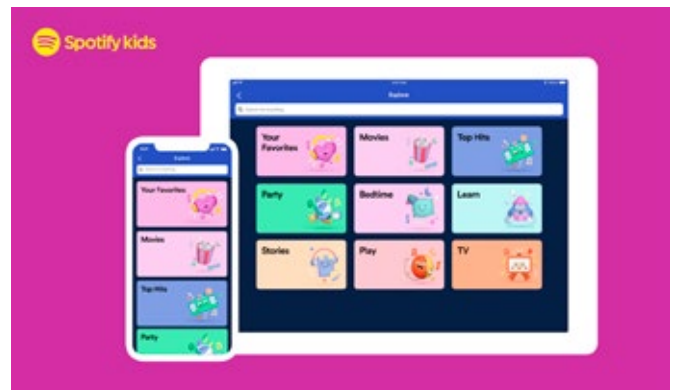 Spotify kids
Explore
Your
Favorites
Movies
Top Hits
Party
Bedtime
Learn
Stories
Play
TV
Explore
Your Favorites
Movies
Top Hits
Party